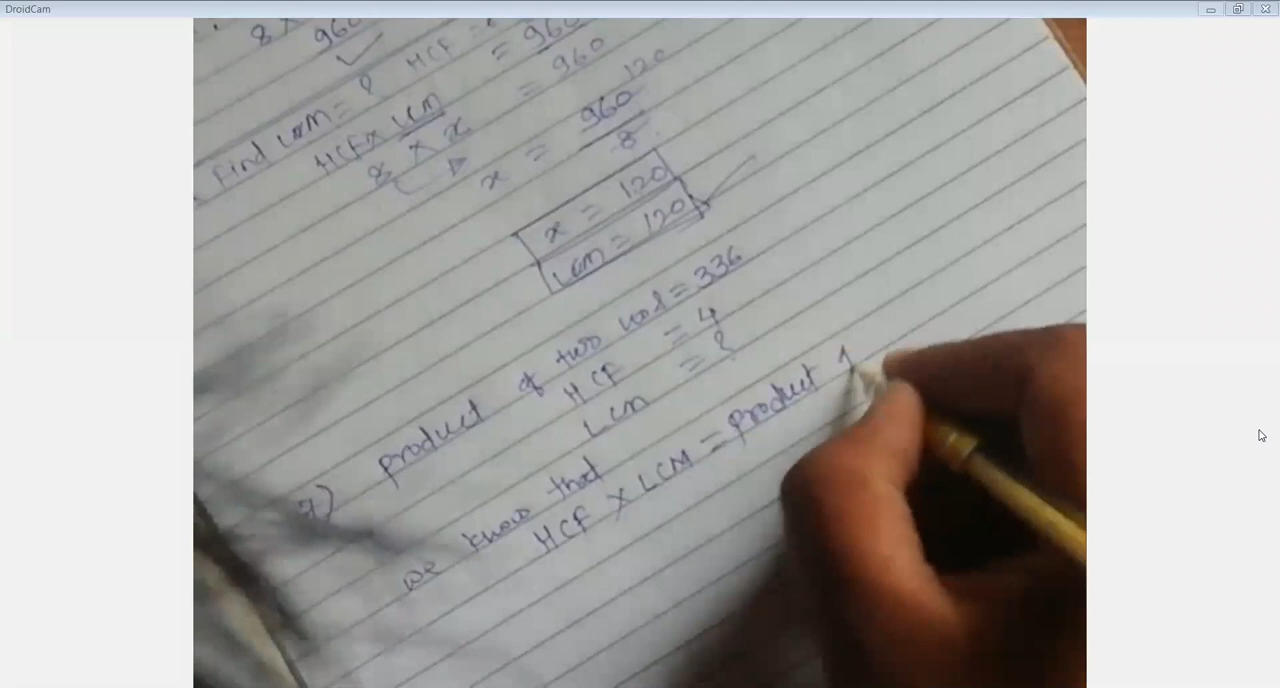 DroidCam
8 ×
960
Find LCM = ? HCF = 960
HCF × LCM = 960
8 × x
x = 960 120
8
x = 120
LCM = 120
7) product of two nos = 336
HCF = 4
LCM = ?
we know that
HCF × LCM = product